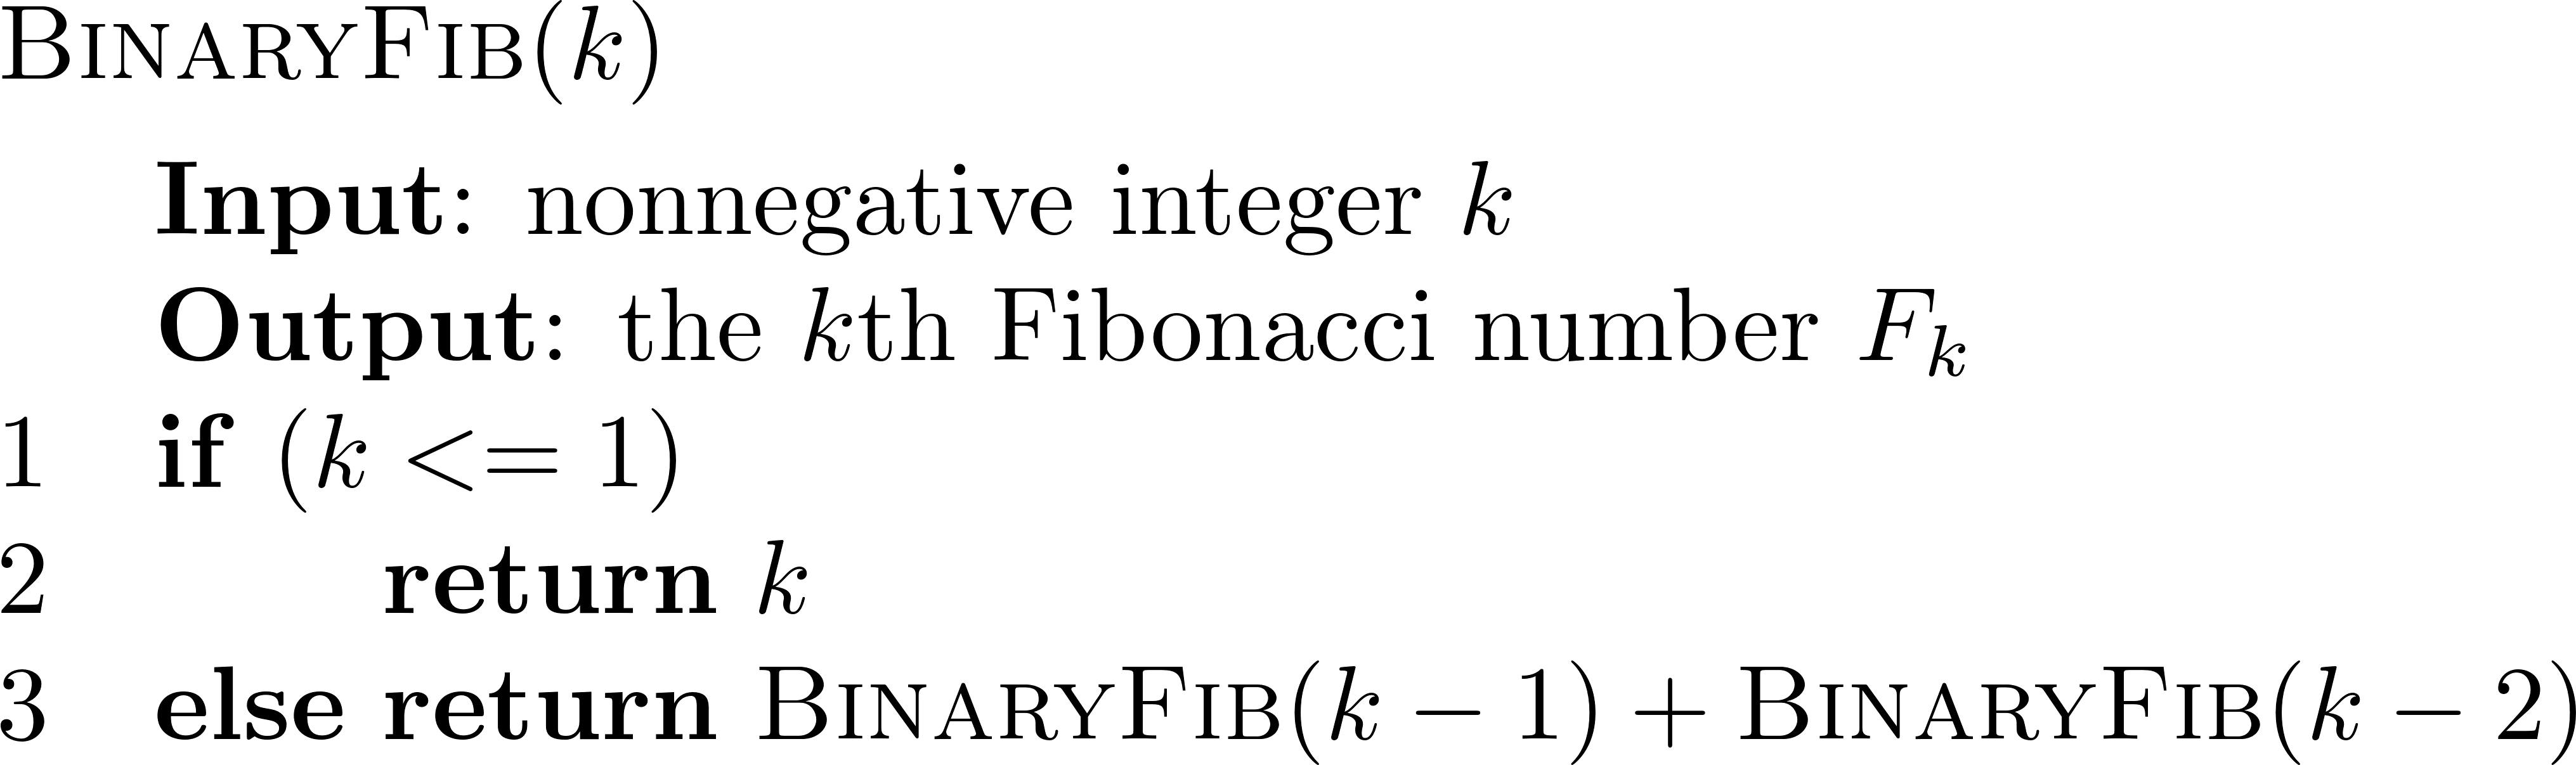 BINARYFIB(k)
Input: nonnegative integer k
Output: the kth Fibonacci number F_k
1 if (k <= 1)
2 return k
3 else return BINARYFIB(k − 1) + BINARYFIB(k − 2)